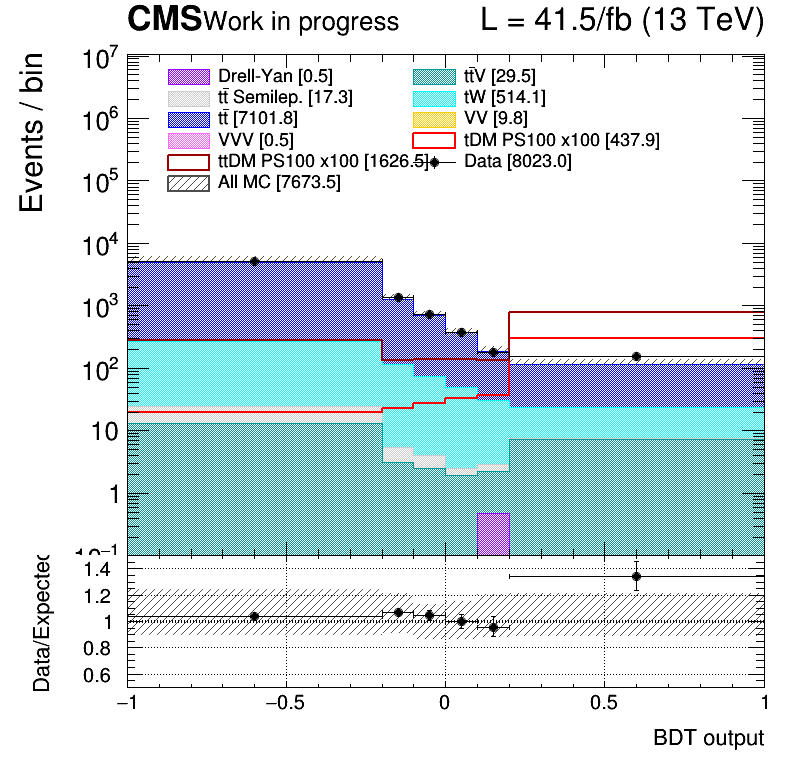 CMS Work in progress L = 41.5/fb (13 TeV)
Events / bin
10⁷
10⁶
10⁵
10⁴
10³
10²
10
1
10⁻¹
Drell-Yan [0.5] tt̄V [29.5]
tt̄ Semilep. [17.3] tW [514.1]
tt̄ [7101.8] VV [9.8]
VVV [0.5] tDM PS100 x100 [437.9]
ttDM PS100 x100 [1626.5] Data [8023.0]
All MC [7673.5]
Data/Expected
1.4
1.2
1
0.8
0.6
−1 −0.5 0 0.5 1
BDT output